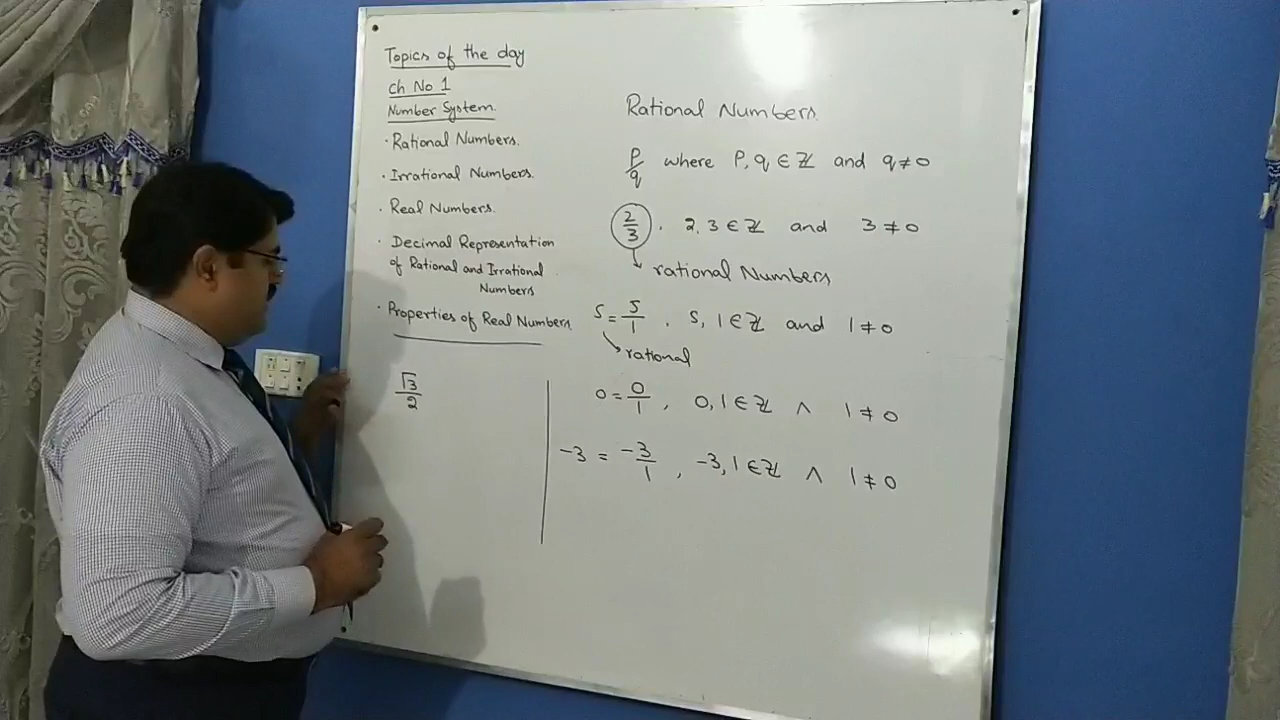 Topics of the day
ch No 1
Number System.
· Rational Numbers.
· Irrational Numbers.
· Real Numbers.
· Decimal Representation
of Rational and Irrational
Numbers
· Properties of Real Numbers.
√3/2
Rational Numbers.
P/q where P, q ∈ ℤ and q ≠ 0
2/3 . 2, 3 ∈ ℤ and 3 ≠ 0
rational Numbers
5 = 5/1 . 5, 1 ∈ ℤ and 1 ≠ 0
rational
0 = 0/1 , 0, 1 ∈ ℤ ∧ 1 ≠ 0
-3 = -3/1 , -3, 1 ∈ ℤ ∧ 1 ≠ 0